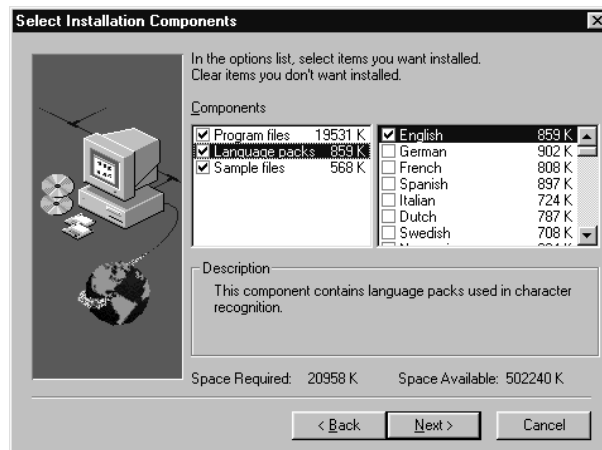 Select Installation Components
In the options list, select items you want installed.
Clear items you don't want installed.
Components
Program files 19531 K
Language packs 859 K
Sample files 568 K
English 859 K
German 902 K
French 808 K
Spanish 897 K
Italian 724 K
Dutch 787 K
Swedish 708 K
Description
This component contains language packs used in character
recognition.
Space Required: 20958 K Space Available: 502240 K
< Back Next > Cancel